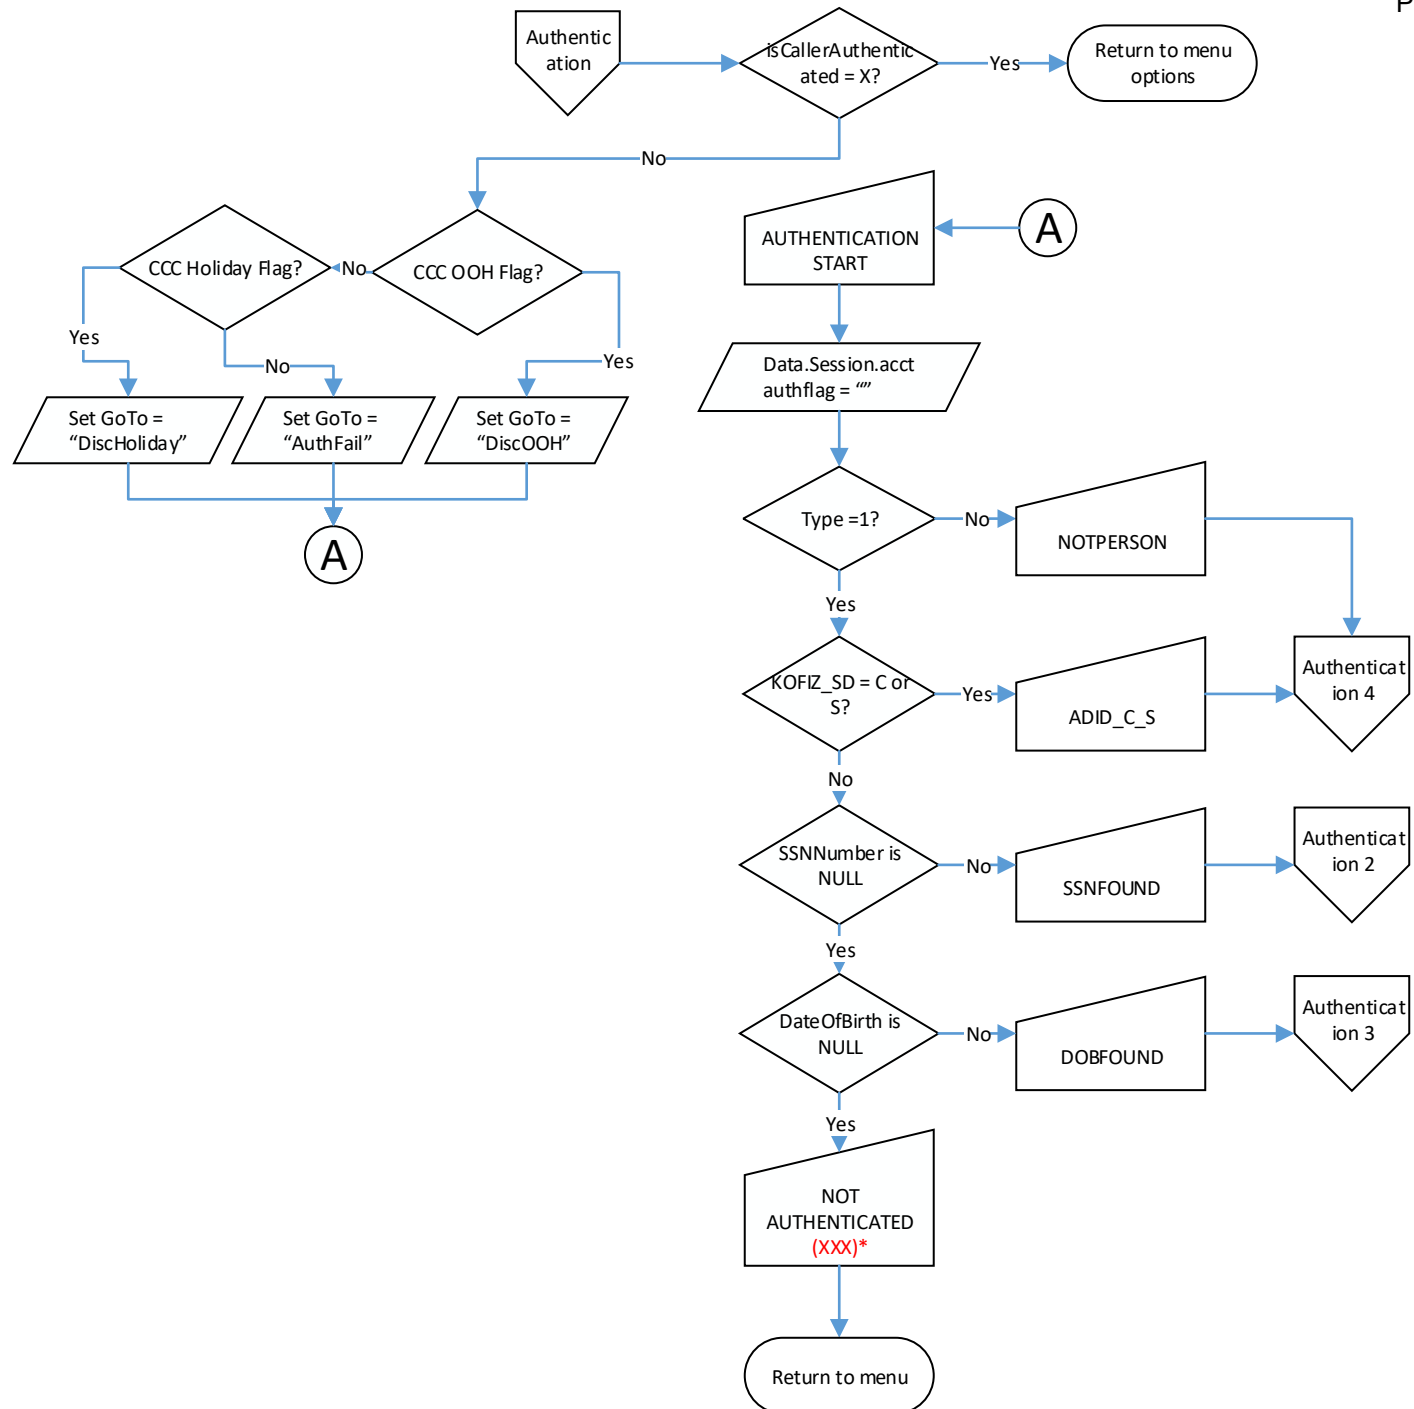 P
Authentic
ation
isCallerAuthentic
ated = X?
Yes
Return to menu
options
No
CCC Holiday Flag?
No
CCC OOH Flag?
AUTHENTICATION
START
A
Yes
No
Yes
Data.Session.acct
authflag = “”
Set GoTo =
“DiscHoliday”
Set GoTo =
“AuthFail”
Set GoTo =
“DiscOOH”
A
Type =1?
No
NOTPERSON
Yes
KOFIZ_SD = C or
S?
Yes
ADID_C_S
Authenticat
ion 4
No
SSNNumber is
NULL
No
SSNFOUND
Authenticat
ion 2
Yes
DateOfBirth is
NULL
No
DOBFOUND
Authenticat
ion 3
Yes
NOT
AUTHENTICATED
(XXX)*
Return to menu